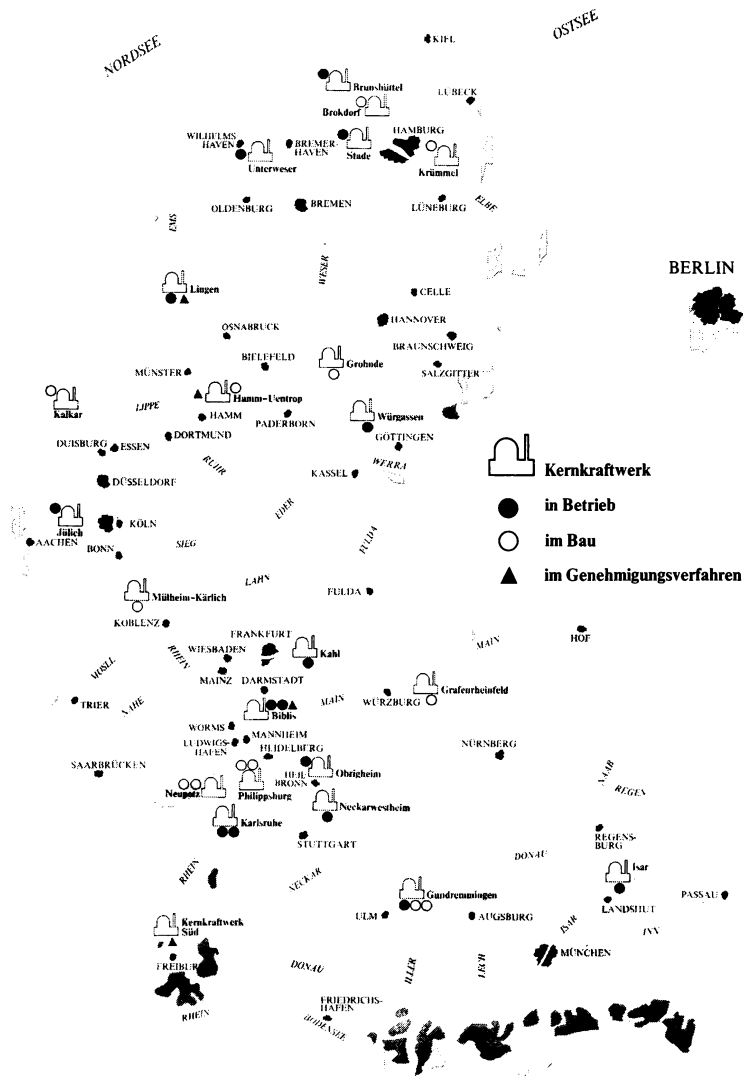 NORDSEE
OSTSEE
KIEL
Brunsbüttel
Brokdorf
LÜBECK
WILHELMS
HAVEN
BREMER-
HAVEN
Stade
HAMBURG
Krümmel
Unterweser
OLDENBURG
BREMEN
LÜNEBURG
ELBE
EMS
WESER
BERLIN
Lingen
CELLE
HANNOVER
OSNABRÜCK
BRAUNSCHWEIG
BIELEFELD
Grohnde
SALZGITTER
MÜNSTER
Kalkar
Hamm-Uentrop
LIPPE
HAMM
PADERBORN
Würgassen
DUISBURG
ESSEN
DORTMUND
GÖTTINGEN
RUHR
KASSEL
WERRA
Kernkraftwerk
DÜSSELDORF
in Betrieb
EDER
Jülich
KÖLN
FULDA
im Bau
AACHEN
BONN
SIEG
im Genehmigungsverfahren
LAHN
Mülheim-Kärlich
FULDA
KOBLENZ
HOF
FRANKFURT
MAIN
WIESBADEN
Kahl
RHEIN
MOSEL
MAINZ
DARMSTADT
TRIER
NAHE
Biblis
MAIN
WÜRZBURG
Grafenrheinfeld
WORMS
LUDWIGS-
HAFEN
MANNHEIM
HEIDELBERG
NÜRNBERG
SAARBRÜCKEN
Obrigheim
HEIL
BRONN
NAAB
REGEN
Neupotz
Philippsburg
Neckarwestheim
Karlsruhe
STUTTGART
REGENS-
BURG
DONAU
Isar
RHEIN
NECKAR
Gundremmingen
PASSAU
ULM
AUGSBURG
LANDSHUT
Kernkraftwerk
Süd
ISAR
INN
MÜNCHEN
FREIBUR
DONAU
ILLER
LECH
RHEIN
FRIEDRICHS-
HAFEN
BODENSEE